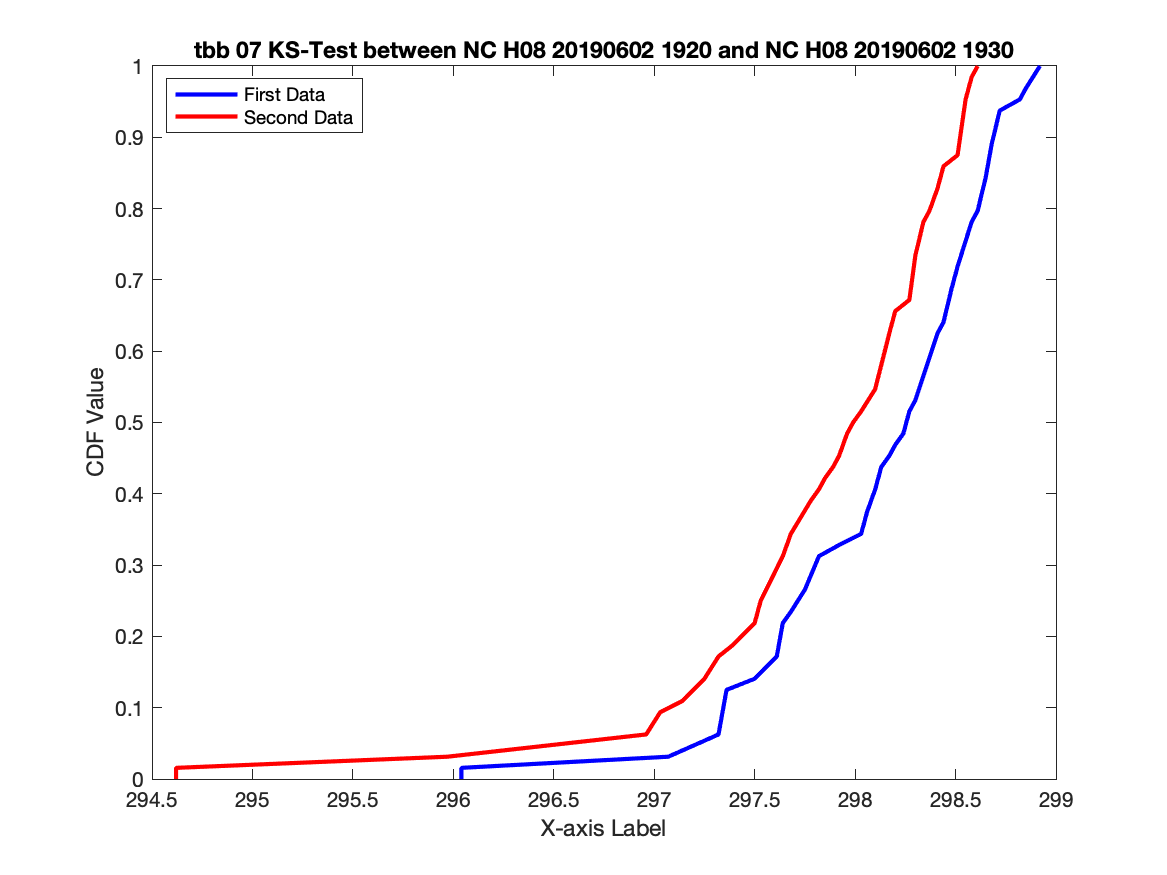 tbb 07 KS-Test between NC H08 20190602 1920 and NC H08 20190602 1930
First Data
Second Data
1
0.9
0.8
0.7
0.6
0.5
0.4
0.3
0.2
0.1
0
CDF Value
294.5 295 295.5 296 296.5 297 297.5 298 298.5 299
X-axis Label